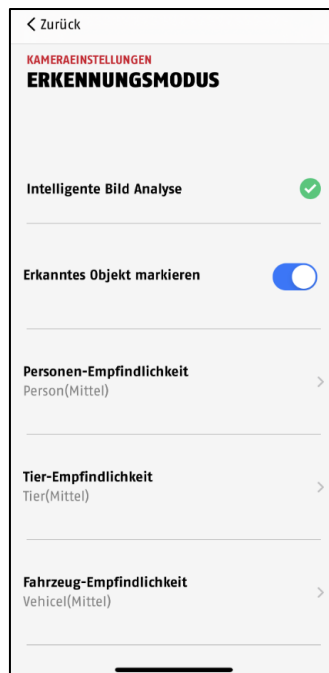 Zurück
KAMERAEINSTELLUNGEN
ERKENNUNGSMODUS
Intelligente Bild Analyse
Erkanntes Objekt markieren
Personen-Empfindlichkeit
Person(Mittel)
Tier-Empfindlichkeit
Tier(Mittel)
Fahrzeug-Empfindlichkeit
Vehicel(Mittel)